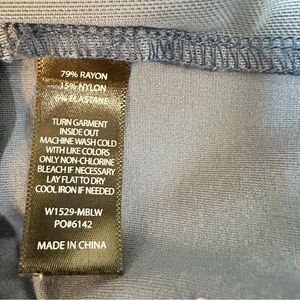 79% RAYON
15% NYLON
6% ELASTANE
TURN GARMENT
INSIDE OUT
MACHINE WASH COLD
WITH LIKE COLORS
ONLY NON-CHLORINE
BLEACH IF NECESSARY
LAY FLAT TO DRY
COOL IRON IF NEEDED
W1529-MBLW
PO#6142
MADE IN CHINA